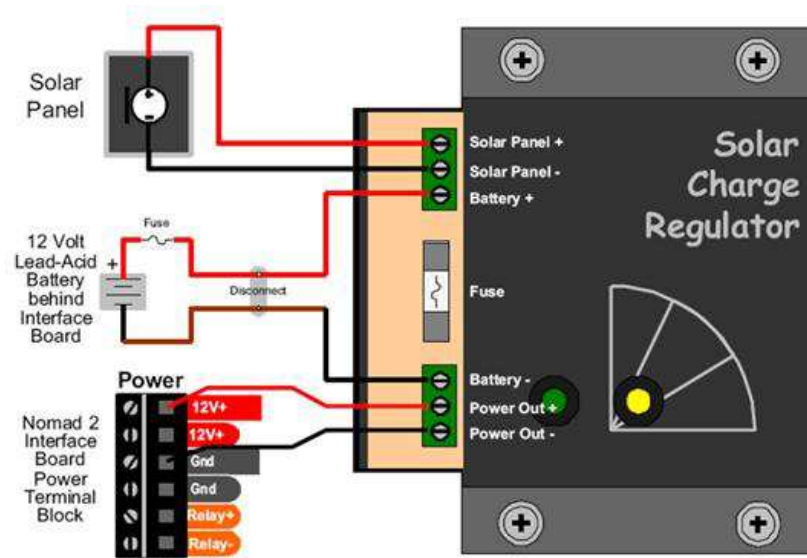 Solar
Panel
Solar Panel +
Solar Panel -
Battery +
Solar
Charge
Regulator
Fuse
12 Volt
Lead-Acid
Battery
behind
Interface
Board
+
Disconnect
Fuse
Battery -
Power Out +
Power Out -
Power
Nomad 2
Interface
Board
Power
Terminal
Block
12V+
12V+
Gnd
Gnd
Relay+
Relay-